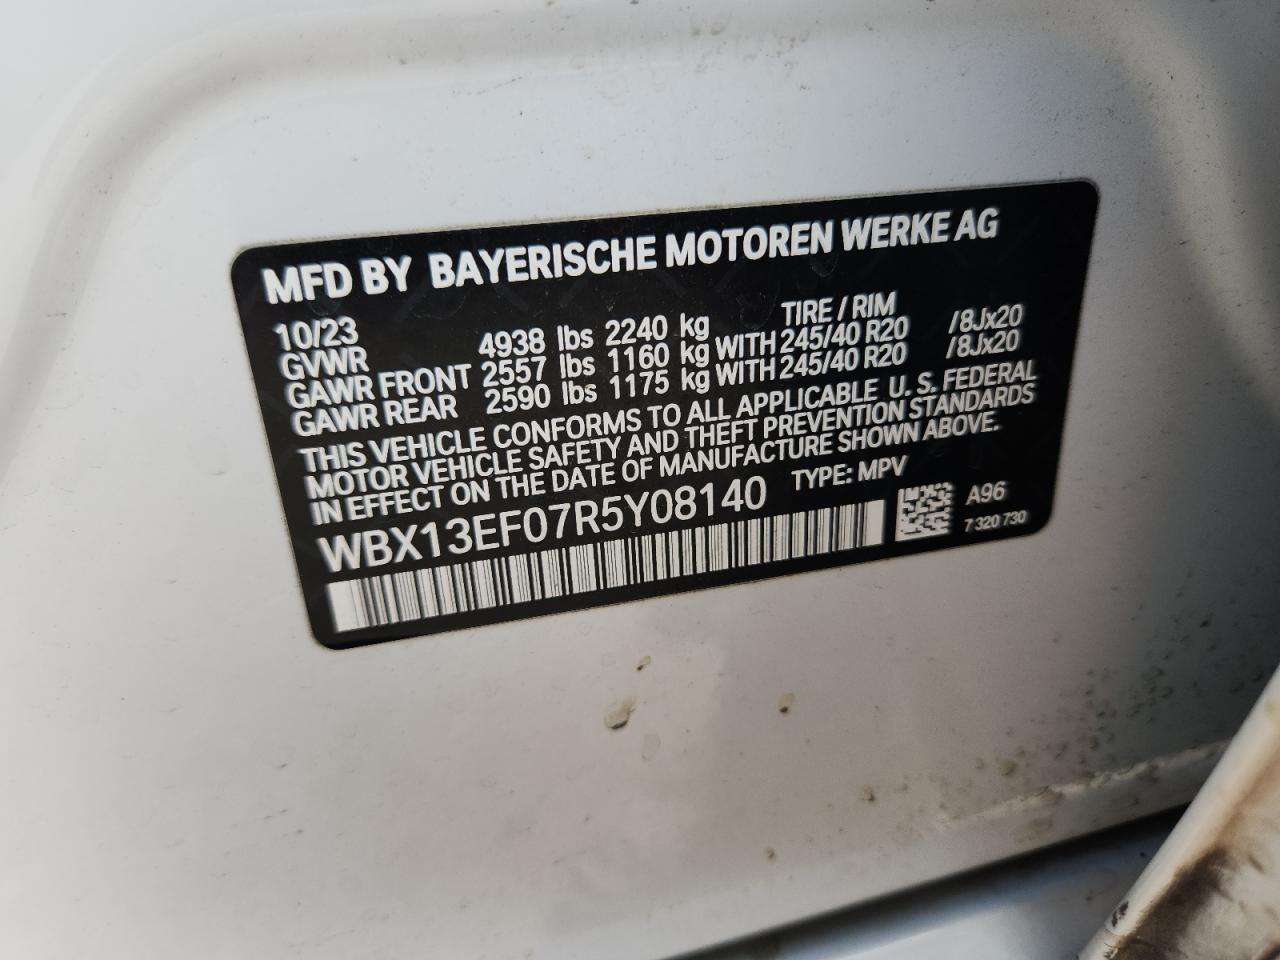 MFD BY BAYERISCHE MOTOREN WERKE AG
10/23 TIRE / RIM
GVWR 4938 lbs 2240 kg
GAWR FRONT 2557 lbs 1160 kg WITH 245/40 R20 /8Jx20
GAWR REAR 2590 lbs 1175 kg WITH 245/40 R20 /8Jx20
THIS VEHICLE CONFORMS TO ALL APPLICABLE U. S. FEDERAL
MOTOR VEHICLE SAFETY AND THEFT PREVENTION STANDARDS
IN EFFECT ON THE DATE OF MANUFACTURE SHOWN ABOVE.
WBX13EF07R5Y08140 TYPE: MPV
A96
7 320 730